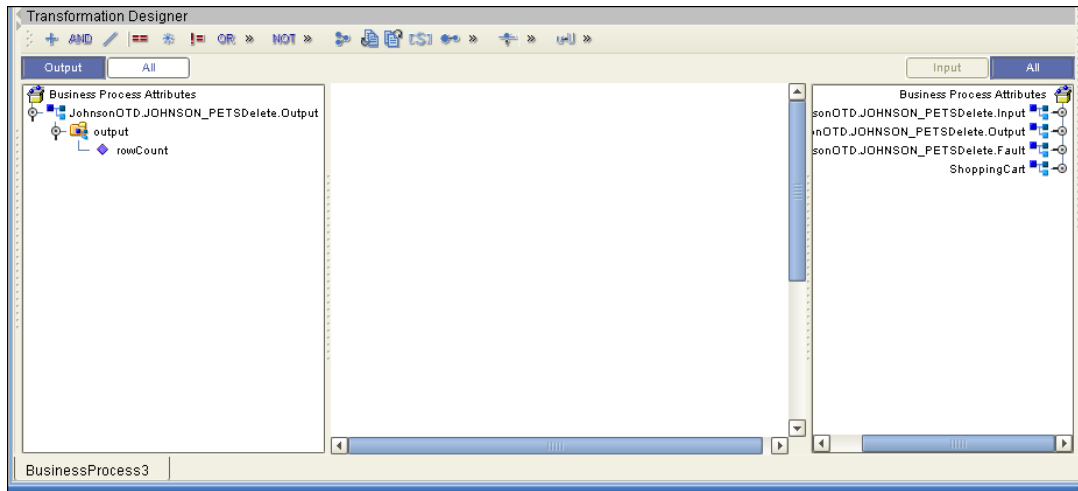 Transformation Designer
AND == != OR » NOT » » » »
Output All Input All
Business Process Attributes
JohnsonOTD.JOHNSON_PETSDelete.Output
output
rowCount
Business Process Attributes
sonOTD.JOHNSON_PETSDelete.Input
nOTD.JOHNSON_PETSDelete.Output
sonOTD.JOHNSON_PETSDelete.Fault
ShoppingCart
BusinessProcess3